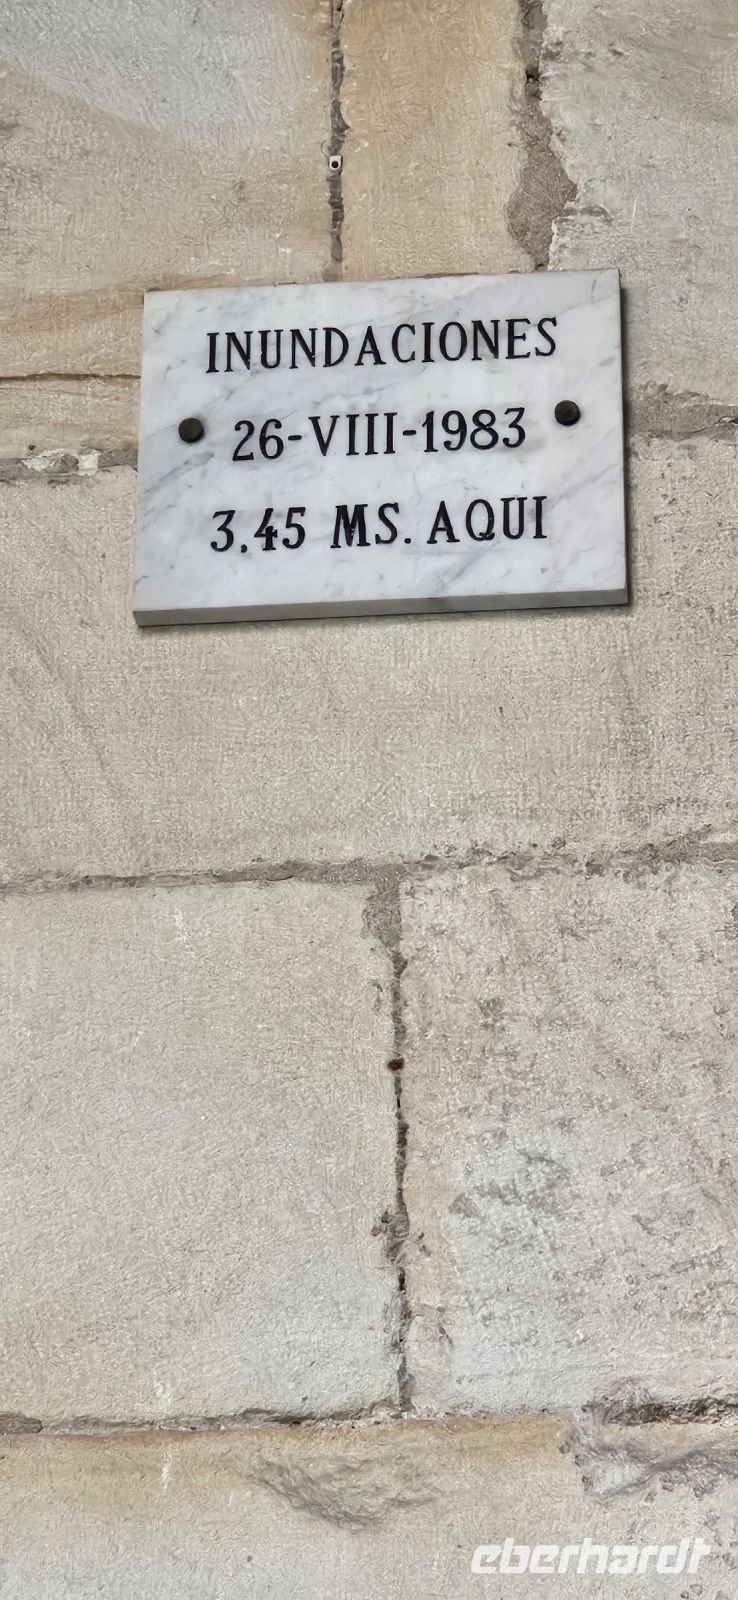 INUNDACIONES
26-VIII-1983
3,45 MS. AQUI
eberhardt